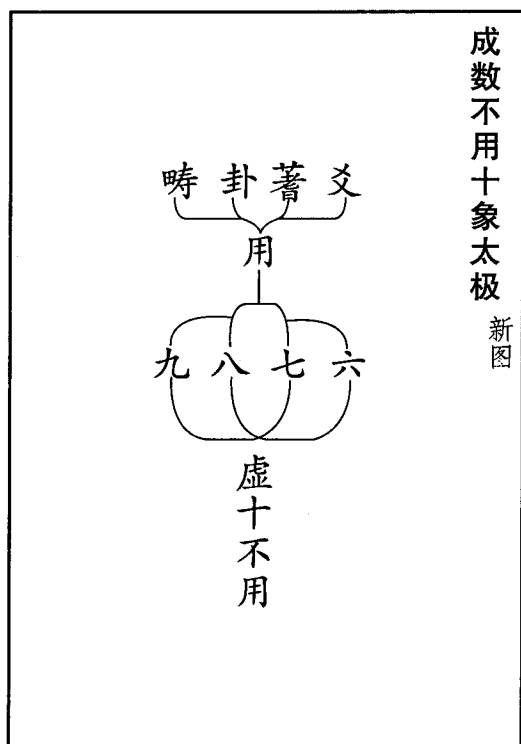 成数不用十象太极
新图
畴 卦 蓍 爻
用
九 八 七 六
虚十不用